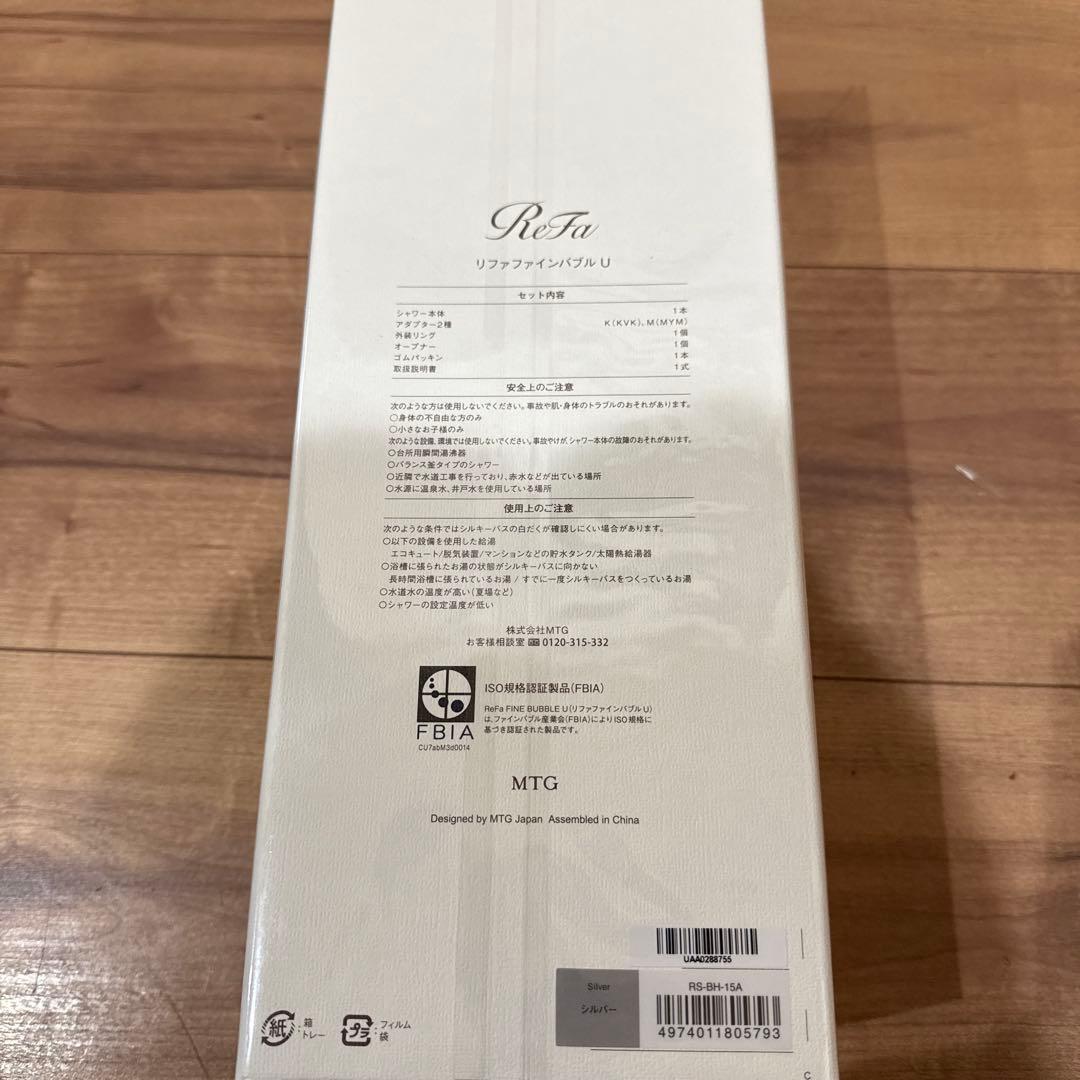 ReFa
リファファインバブル U
セット内容
シャワー本体 1本
アダプター2種 K(KVK)、M(MYM)
外装リング 1個
オープナー 1個
ゴムパッキン 1本
取扱説明書 1式
安全上のご注意
次のような方は使用しないでください。事故や肌・身体のトラブルのおそれがあります。
○身体の不自由な方のみ
○小さなお子様のみ
次のような設備、環境では使用しないでください。事故やけが、シャワー本体の故障のおそれがあります。
○台所用瞬間湯沸器
○バランス釜タイプのシャワー
○近隣で水道工事を行っており、赤水などが出ている場所
○水源に温泉水、井戸水を使用している場所
使用上のご注意
次のような条件ではシルキーバスの白だくが確認しにくい場合があります。
○以下の設備を使用した給湯
エコキュート/脱気装置/マンションなどの貯水タンク/太陽熱給湯器
○浴槽に張られたお湯の状態がシルキーバスに向かない
長時間浴槽に張られているお湯 / すでに一度シルキーバスをつくっているお湯
○水道水の温度が高い(夏場など)
○シャワーの設定温度が低い
株式会社MTG
お客様相談室 0120-315-332
ISO規格認証製品(FBIA)
ReFa FINE BUBBLE U(リファファインバブル U)
は、ファインバブル産業会(FBIA)によりISO規格に
基づき認証された製品です。
FBIA
CU7abM3d0014
MTG
Designed by MTG Japan Assembled in China
UAA0288755
Silver
シルバー
RS-BH-15A
4974011805793
紙 :箱
トレー
プラ :フィルム
袋
C